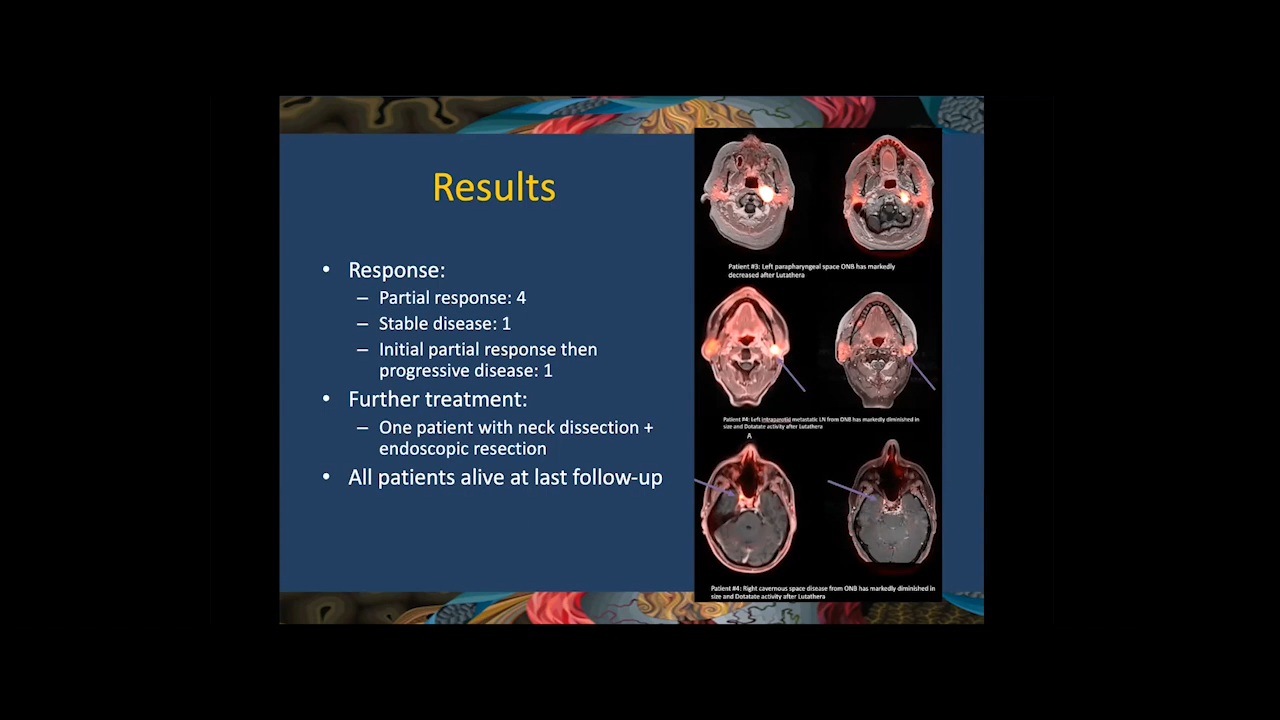 Results
• Response:
– Partial response: 4
– Stable disease: 1
– Initial partial response then
progressive disease: 1
• Further treatment:
– One patient with neck dissection +
endoscopic resection
• All patients alive at last follow-up
Patient #3: Left parapharyngeal space ONB has markedly
decreased after Lutathera
Patient #4: Left intraparotid metastatic LN from ONB has markedly diminished in
size and Dotatate activity after Lutathera
A
Patient #4: Right cavernous space disease from ONB has markedly diminished in
size and Dotatate activity after Lutathera